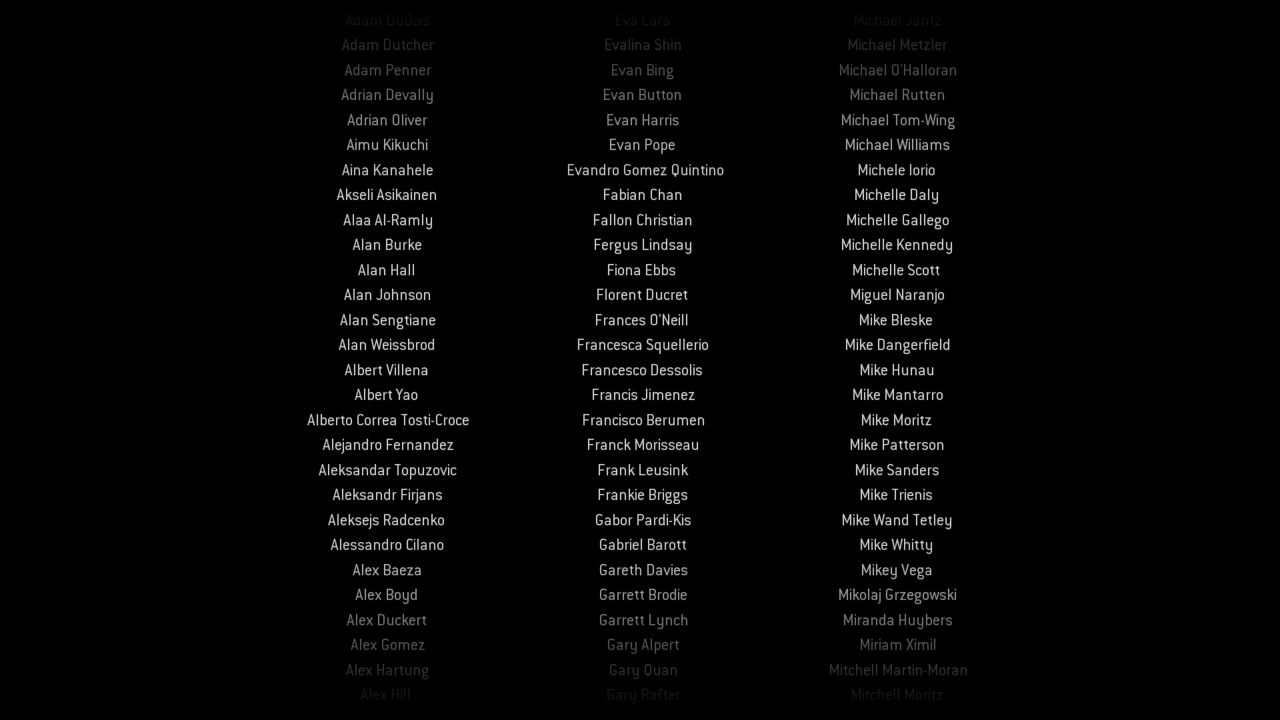 Adam DuBois
Adam Dutcher
Adam Penner
Adrian Devally
Adrian Oliver
Aimu Kikuchi
Aina Kanahele
Akseli Asikainen
Alaa Al-Ramly
Alan Burke
Alan Hall
Alan Johnson
Alan Sengtiane
Alan Weissbrod
Albert Villena
Albert Yao
Alberto Correa Tosti-Croce
Alejandro Fernandez
Aleksandar Topuzovic
Aleksandr Firjans
Aleksejs Radcenko
Alessandro Cilano
Alex Baeza
Alex Boyd
Alex Duckert
Alex Gomez
Alex Hartung
Alex Hill
Eva Lara
Evalina Shin
Evan Bing
Evan Button
Evan Harris
Evan Pope
Evandro Gomez Quintino
Fabian Chan
Fallon Christian
Fergus Lindsay
Fiona Ebbs
Florent Ducret
Frances O'Neill
Francesca Squellerio
Francesco Dessolis
Francis Jimenez
Francisco Berumen
Franck Morisseau
Frank Leusink
Frankie Briggs
Gabor Pardi-Kis
Gabriel Barott
Gareth Davies
Garrett Brodie
Garrett Lynch
Gary Alpert
Gary Quan
Gary Rafter
Michael Jantz
Michael Metzler
Michael O'Halloran
Michael Rutten
Michael Tom-Wing
Michael Williams
Michele Iorio
Michelle Daly
Michelle Gallego
Michelle Kennedy
Michelle Scott
Miguel Naranjo
Mike Bleske
Mike Dangerfield
Mike Hunau
Mike Mantarro
Mike Moritz
Mike Patterson
Mike Sanders
Mike Trienis
Mike Wand Tetley
Mike Whitty
Mikey Vega
Mikolaj Grzegowski
Miranda Huybers
Miriam Ximil
Mitchell Martin-Moran
Mitchell Moritz